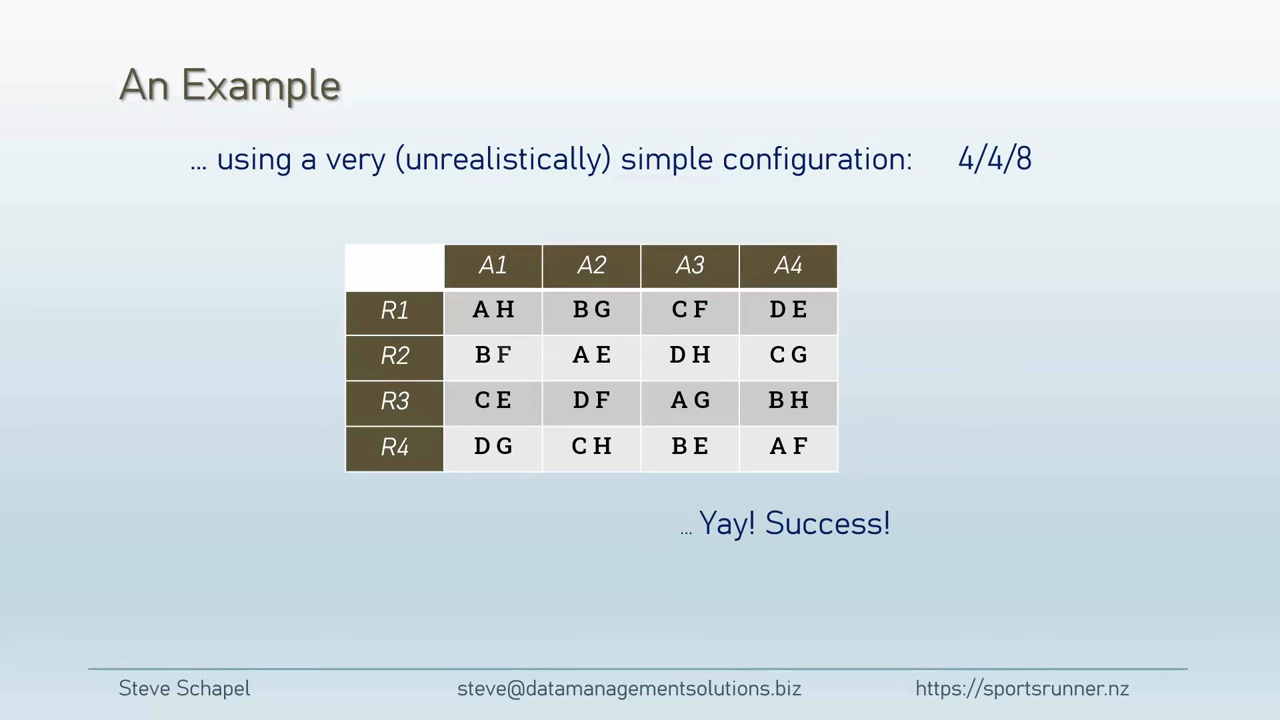 An Example
... using a very (unrealistically) simple configuration: 4/4/8
A1 A2 A3 A4
R1 A H B G C F D E
R2 B F A E D H C G
R3 C E D F A G B H
R4 D G C H B E A F
... Yay! Success!
Steve Schapel steve@datamanagementsolutions.biz https://sportsrunner.nz